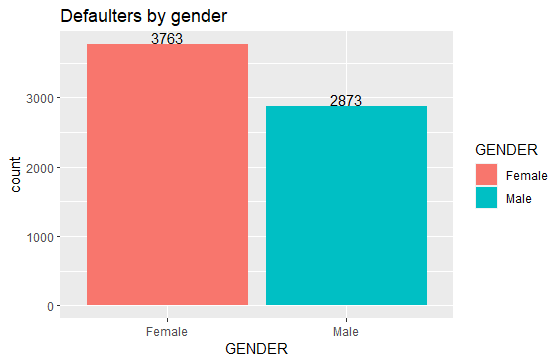 Defaulters by gender
3763
2873
3000
2000
1000
0
count
Female
Male
GENDER
GENDER
Female
Male